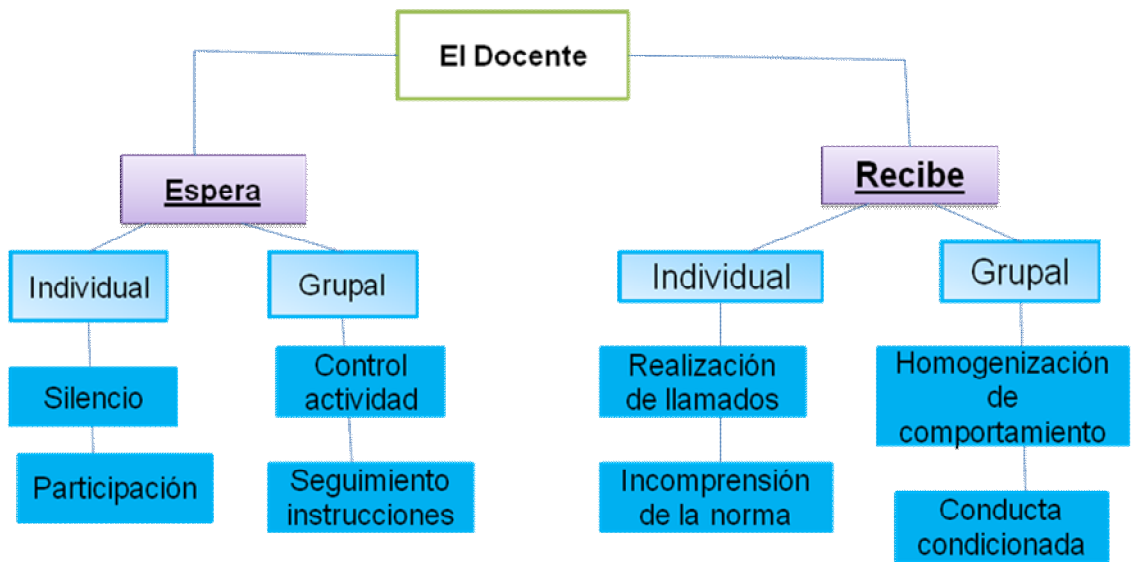 El Docente
Espera
Recibe
Individual
Grupal
Individual
Grupal
Silencio
Control
actividad
Realización
de llamados
Homogenización
de
comportamiento
Participación
Seguimiento
instrucciones
Incomprensión
de la norma
Conducta
condicionada